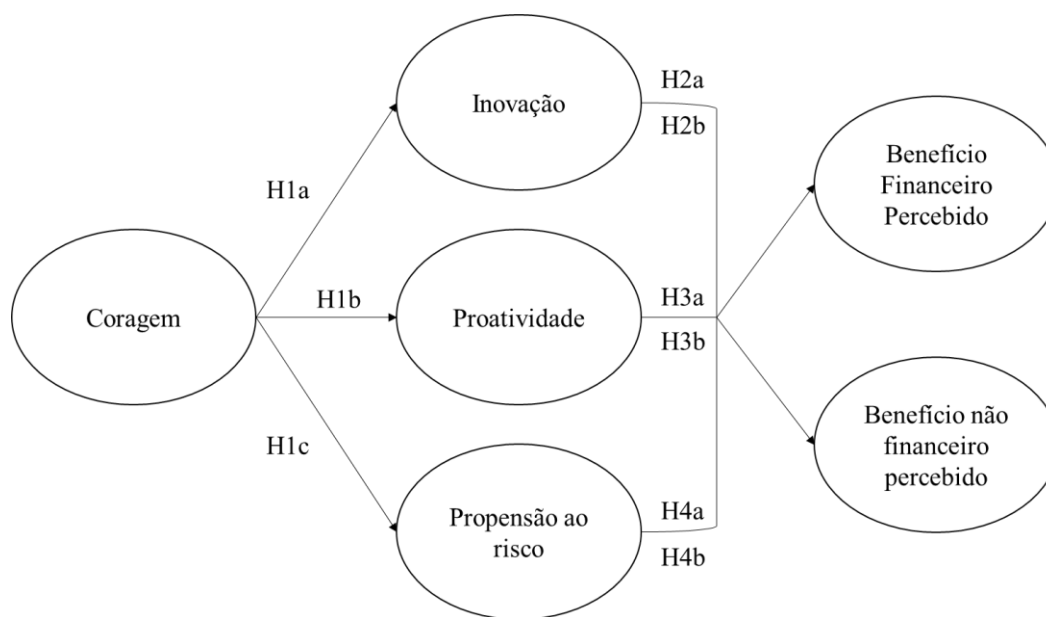 Coragem
H1a
H1b
H1c
Inovação
Proatividade
Propensão ao
risco
H2a
H2b
H3a
H3b
H4a
H4b
Benefício
Financeiro
Percebido
Benefício não
financeiro
percebido